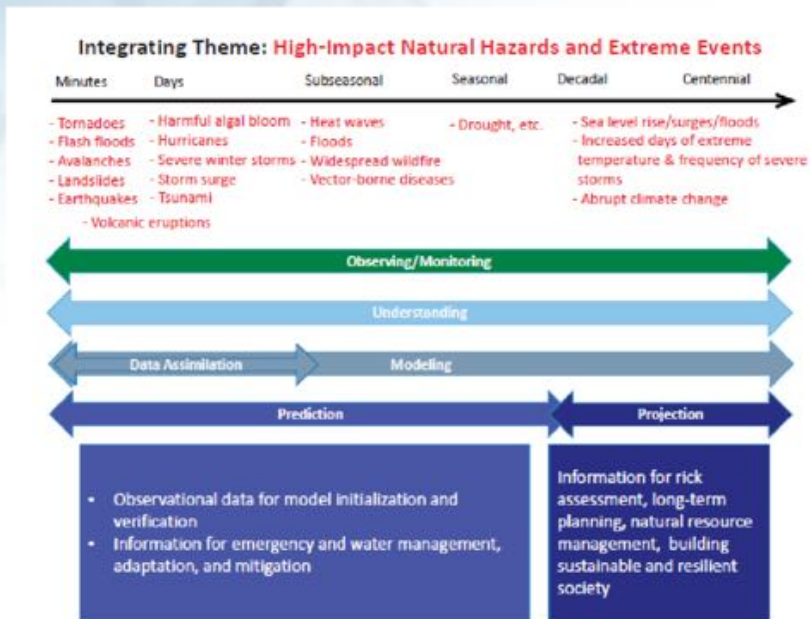 Integrating Theme: High-Impact Natural Hazards and Extreme Events
Minutes Days Subseasonal Seasonal Decadal Centennial
- Tornadoes
- Flash floods
- Avalanches
- Landslides
- Earthquakes
- Volcanic eruptions
- Harmful algal bloom
- Hurricanes
- Severe winter storms
- Storm surge
- Tsunami
- Heat waves
- Floods
- Widespread wildfire
- Vector-borne diseases
- Drought, etc.
- Sea level rise/surges/floods
- Increased days of extreme
temperature & frequency of severe
storms
- Abrupt climate change
Observing/Monitoring
Understanding
Data Assimilation Modeling
Prediction Projection
• Observational data for model initialization and
verification
• Information for emergency and water management,
adaptation, and mitigation
Information for risk
assessment, long-term
planning, natural resource
management, building
sustainable and resilient
society